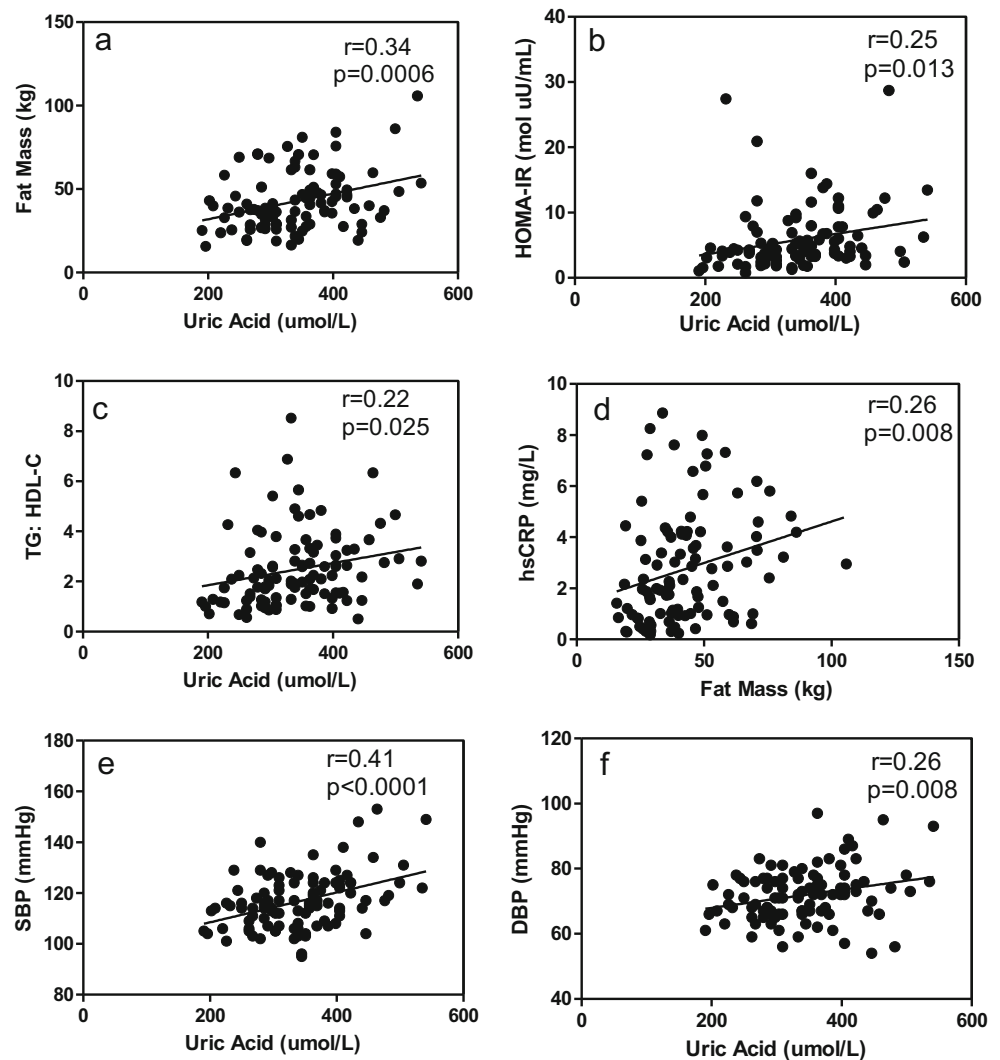 a
r=0.34
p=0.0006
Fat Mass (kg)
150
100
50
0
0 200 400 600
Uric Acid (umol/L)
b
r=0.25
p=0.013
HOMA-IR (mol uU/mL)
40
30
20
10
0
0 200 400 600
Uric Acid (umol/L)
c
r=0.22
p=0.025
TG: HDL-C
10
8
6
4
2
0
0 200 400 600
Uric Acid (umol/L)
d
r=0.26
p=0.008
hsCRP (mg/L)
10
8
6
4
2
0
0 50 100 150
Fat Mass (kg)
e
r=0.41
p<0.0001
SBP (mmHg)
180
160
140
120
100
80
0 200 400 600
Uric Acid (umol/L)
f
r=0.26
p=0.008
DBP (mmHg)
120
100
80
60
40
0 200 400 600
Uric Acid (umol/L)